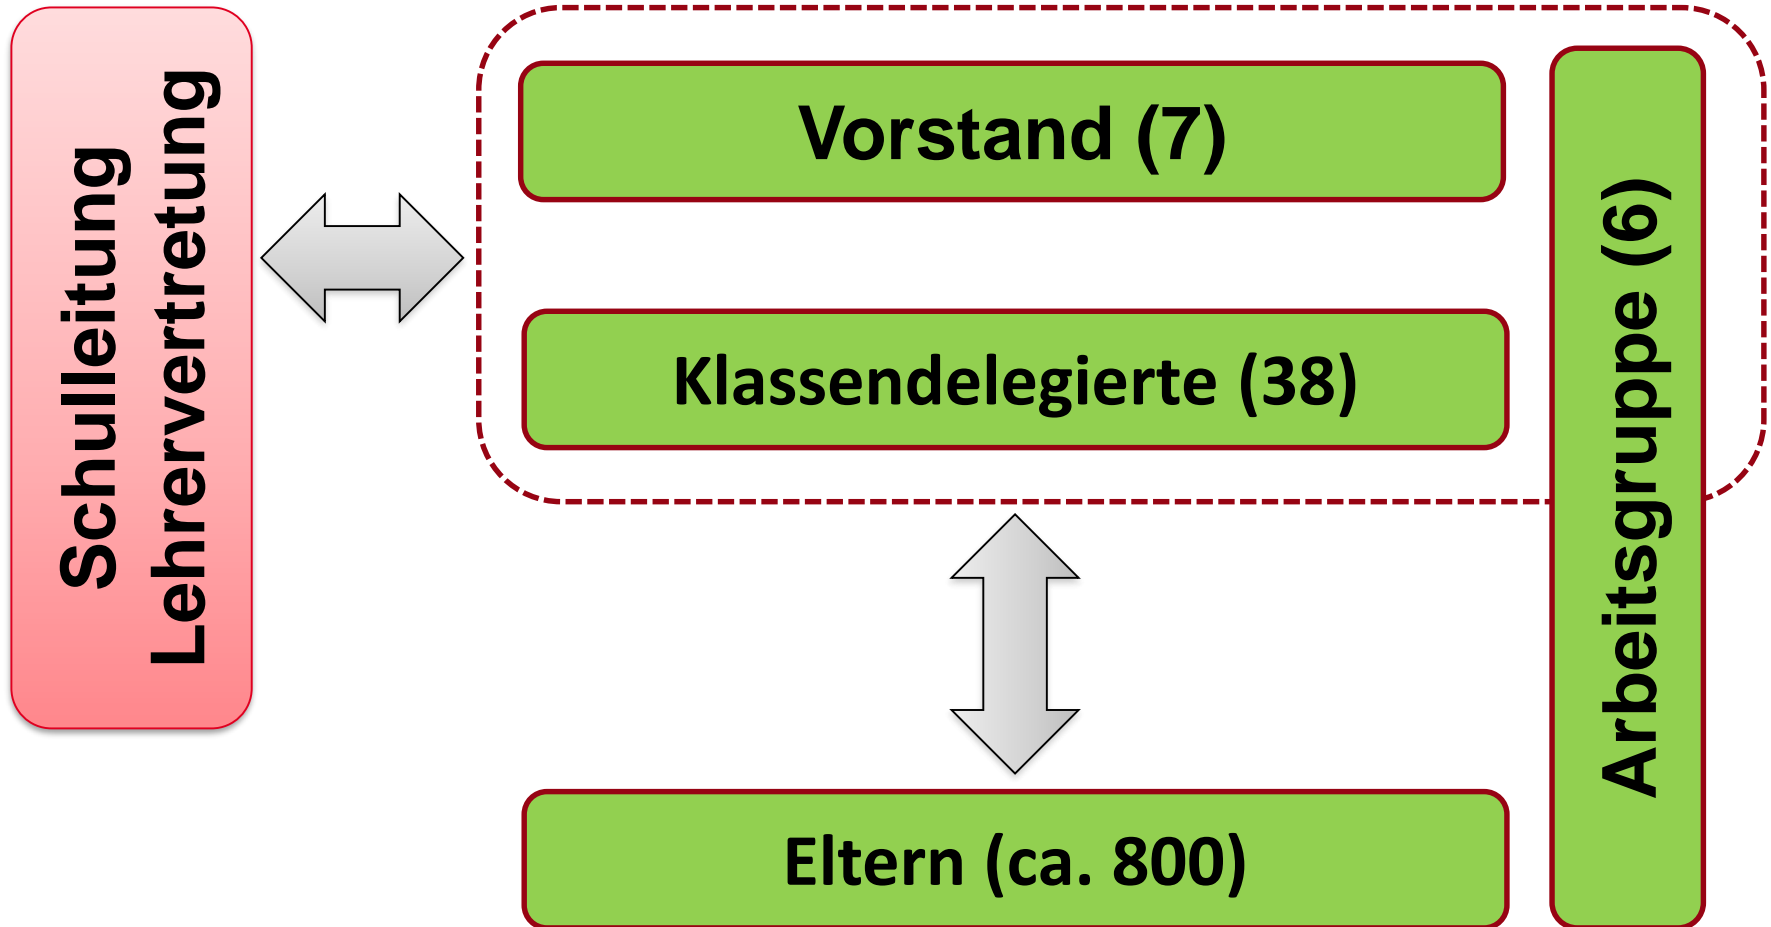 Schulleitung
Lehrervertretung
Vorstand (7)
Klassendelegierte (38)
Eltern (ca. 800)
Arbeitsgruppe (6)